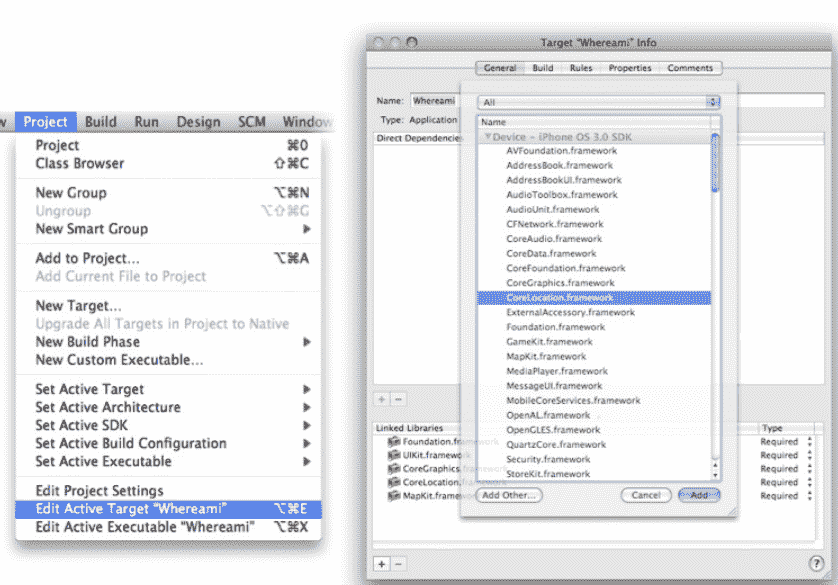 w Project Build Run Design SCM Window
Project ⌘0
Class Browser ⇧⌘C
New Group ⌥⌘N
Ungroup ⌥⇧⌘G
New Smart Group
Add to Project... ⌥⌘A
Add Current File to Project
New Target...
Upgrade All Targets in Project to Native
New Build Phase
New Custom Executable...
Set Active Target
Set Active Architecture
Set Active SDK
Set Active Build Configuration
Set Active Executable
Edit Project Settings
Edit Active Target "Whereami" ⌥⌘E
Edit Active Executable "Whereami" ⌥⌘X
Target "Whereami" Info
General Build Rules Properties Comments
Name: Whereami
Type: Application
Direct Dependencies
All
Name
Device - iPhone OS 3.0 SDK
AVFoundation.framework
AddressBook.framework
AddressBookUI.framework
AudioToolbox.framework
AudioUnit.framework
CFNetwork.framework
CoreAudio.framework
CoreData.framework
CoreFoundation.framework
CoreGraphics.framework
CoreLocation.framework
ExternalAccessory.framework
Foundation.framework
GameKit.framework
MapKit.framework
MediaPlayer.framework
MessageUI.framework
MobileCoreServices.framework
OpenAL.framework
OpenGLES.framework
QuartzCore.framework
Security.framework
StoreKit.framework
Add Other... Cancel Add
+ −
Linked Libraries Type
Foundation.framework Required
UIKit.framework Required
CoreGraphics.framework Required
CoreLocation.framework Required
MapKit.framework Required
+ − ?